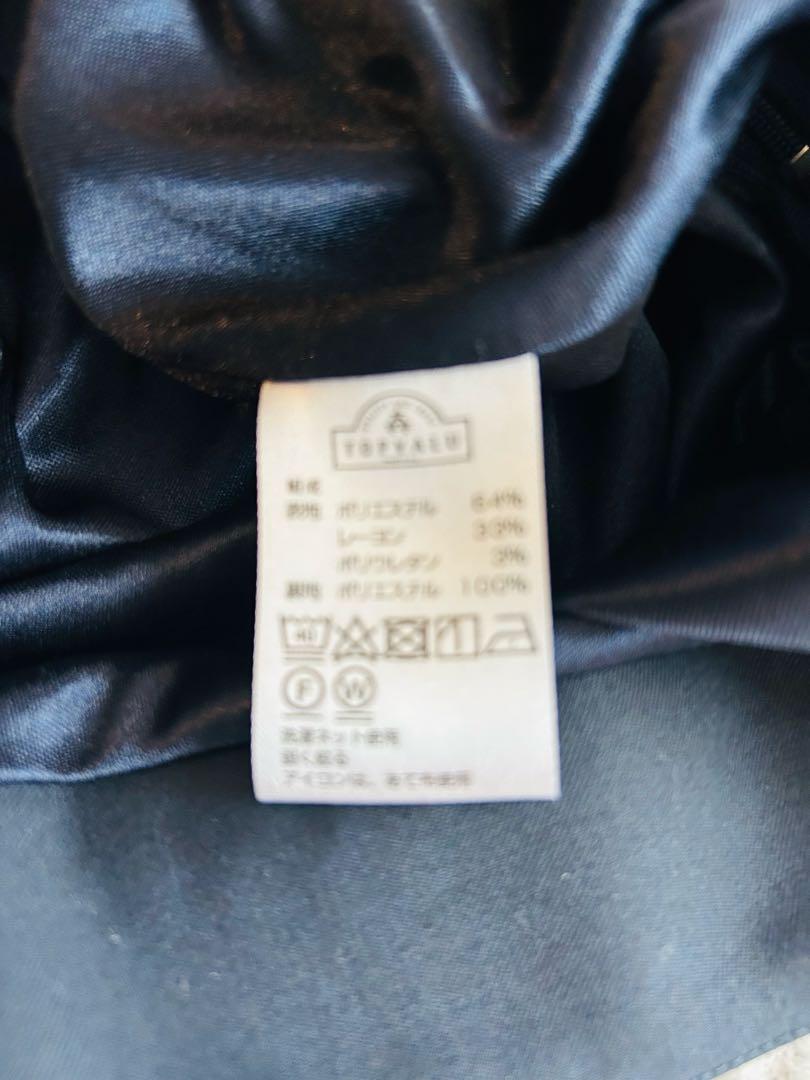 TOPVALU
組成
表地 ポリエステル 64%
レーヨン 33%
ポリウレタン 3%
裏地 ポリエステル 100%
F W
洗濯ネット使用
弱く絞る
アイロンは、あて布使用